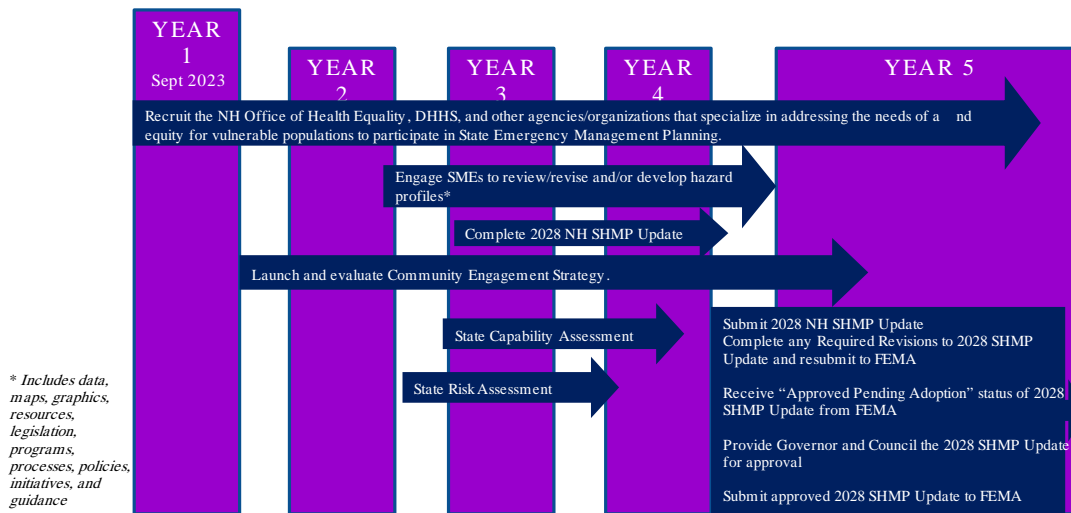 YEAR
1
Sept 2023
YEAR
2
YEAR
3
YEAR
4
YEAR 5
Recruit the NH Office of Health Equality, DHHS, and other agencies/organizations that specialize in addressing the needs of a nd
equity for vulnerable populations to participate in State Emergency Management Planning.
Engage SMEs to review/revise and/or develop hazard
profiles*
Complete 2028 NH SHMP Update
Launch and evaluate Community Engagement Strategy.
State Capability Assessment
State Risk Assessment
Submit 2028 NH SHMP Update
Complete any Required Revisions to 2028 SHMP
Update and resubmit to FEMA
Receive “Approved Pending Adoption” status of 2028
SHMP Update from FEMA
Provide Governor and Council the 2028 SHMP Update
for approval
Submit approved 2028 SHMP Update to FEMA
* Includes data,
maps, graphics,
resources,
legislation,
programs,
processes, policies,
initiatives, and
guidance